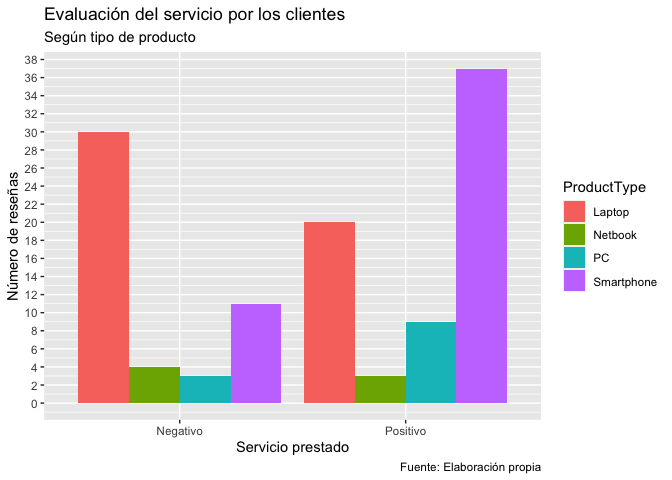 Evaluación del servicio por los clientes
Según tipo de producto
Número de reseñas
38
36
34
32
30
28
26
24
22
20
18
16
14
12
10
8
6
4
2
0
Negativo
Positivo
Servicio prestado
ProductType
Laptop
Netbook
PC
Smartphone
Fuente: Elaboración propia